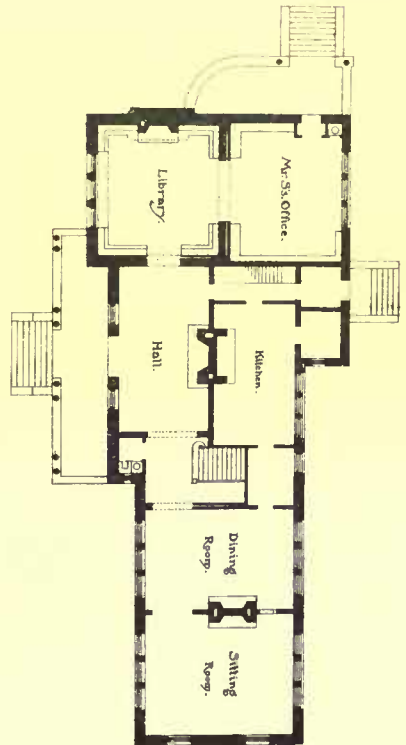 Library.
Mr. S's. Office.
Hall.
Kitchen.
Dining
Room.
Sitting
Room.